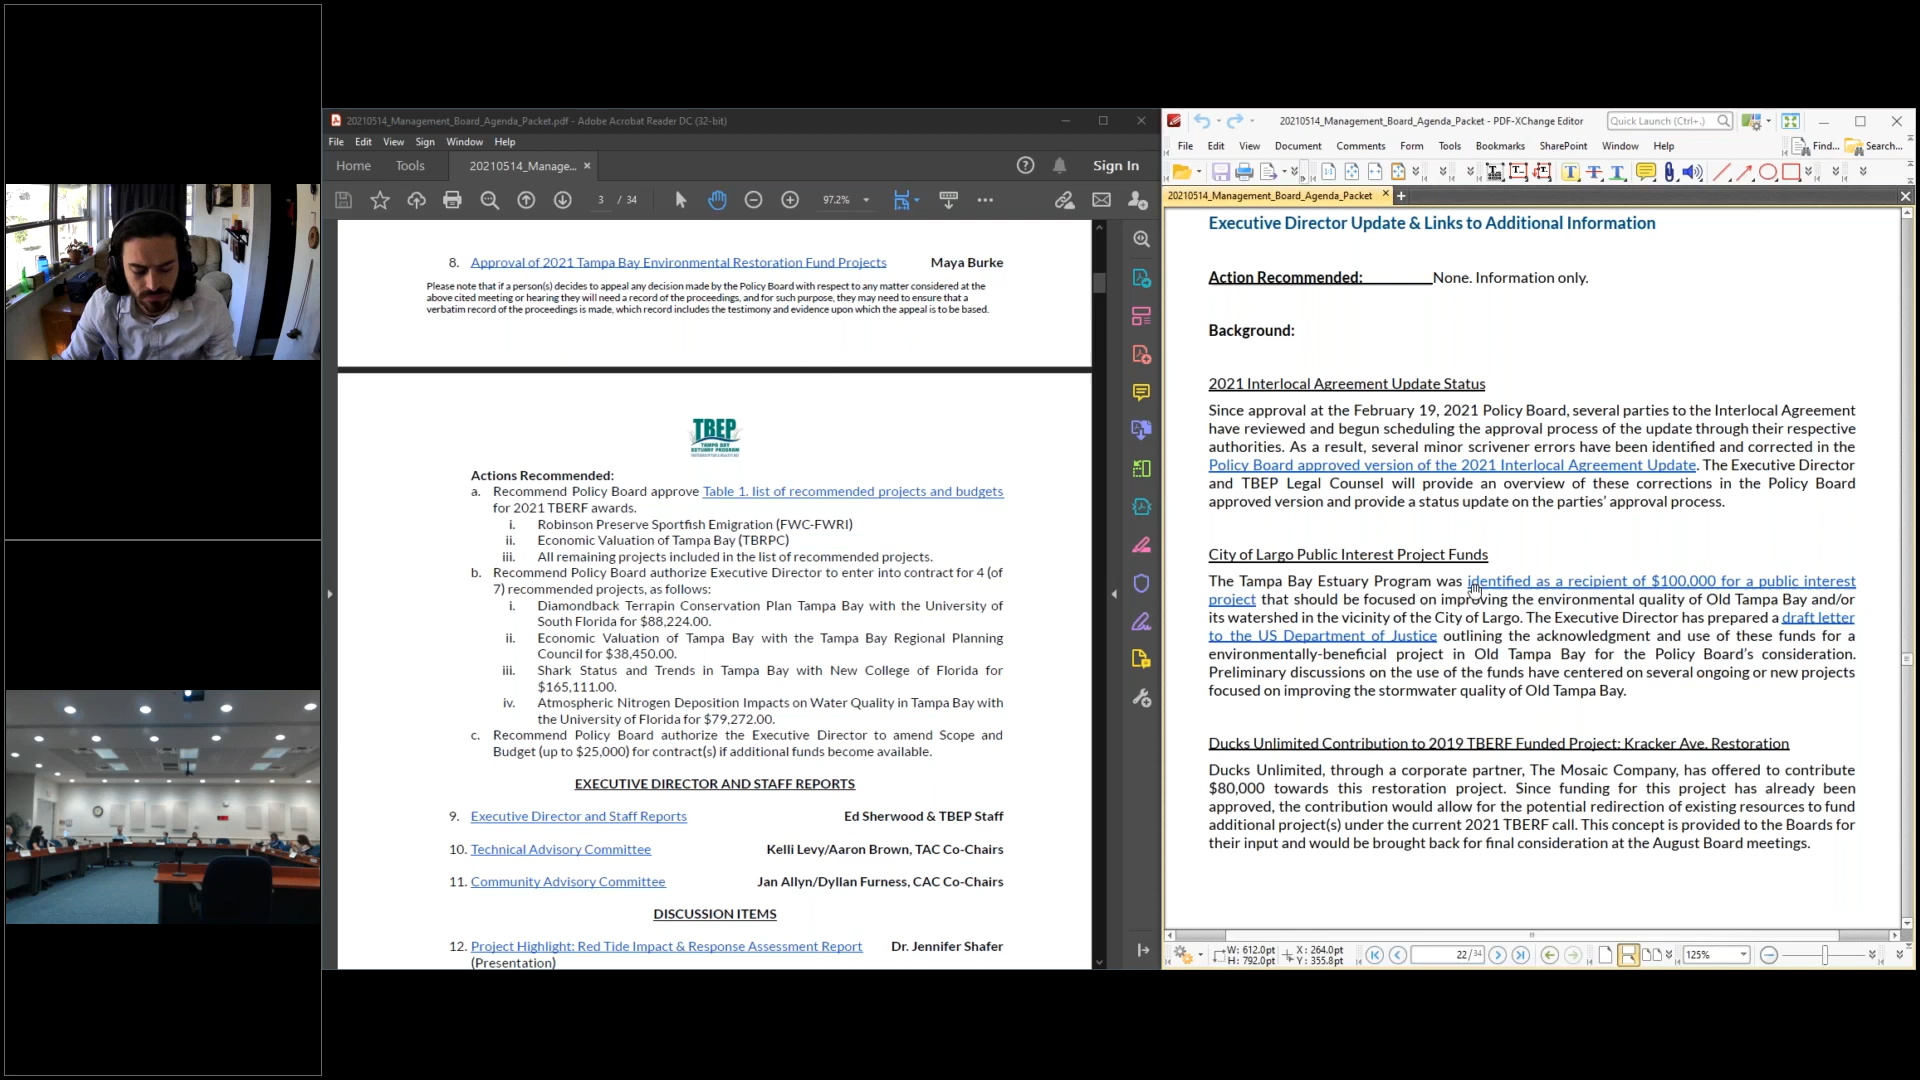 20210514_Management_Board_Agenda_Packet.pdf - Adobe Acrobat Reader DC (32-bit)
File Edit View Sign Window Help
Home Tools 20210514_Manage... ×
Sign In
3 / 34
97.2%
8. Approval of 2021 Tampa Bay Environmental Restoration Fund Projects Maya Burke
Please note that if a person(s) decides to appeal any decision made by the Policy Board with respect to any matter considered at the
above cited meeting or hearing they will need a record of the proceedings, and for such purpose, they may need to ensure that a
verbatim record of the proceedings is made, which record includes the testimony and evidence upon which the appeal is to be based.
TBEP
TAMPA BAY
ESTUARY PROGRAM
Actions Recommended:
a. Recommend Policy Board approve Table 1. list of recommended projects and budgets
for 2021 TBERF awards.
i. Robinson Preserve Sportfish Emigration (FWC-FWRI)
ii. Economic Valuation of Tampa Bay (TBRPC)
iii. All remaining projects included in the list of recommended projects.
b. Recommend Policy Board authorize Executive Director to enter into contract for 4 (of
7) recommended projects, as follows:
i. Diamondback Terrapin Conservation Plan Tampa Bay with the University of
South Florida for $88,224.00.
ii. Economic Valuation of Tampa Bay with the Tampa Bay Regional Planning
Council for $38,450.00.
iii. Shark Status and Trends in Tampa Bay with New College of Florida for
$165,111.00.
iv. Atmospheric Nitrogen Deposition Impacts on Water Quality in Tampa Bay with
the University of Florida for $79,272.00.
c. Recommend Policy Board authorize the Executive Director to amend Scope and
Budget (up to $25,000) for contract(s) if additional funds become available.
EXECUTIVE DIRECTOR AND STAFF REPORTS
9. Executive Director and Staff Reports Ed Sherwood & TBEP Staff
10. Technical Advisory Committee Kelli Levy/Aaron Brown, TAC Co-Chairs
11. Community Advisory Committee Jan Allyn/Dyllan Furness, CAC Co-Chairs
DISCUSSION ITEMS
12. Project Highlight: Red Tide Impact & Response Assessment Report Dr. Jennifer Shafer
(Presentation)
20210514_Management_Board_Agenda_Packet - PDF-XChange Editor
Quick Launch (Ctrl+.)
File Edit View Document Comments Form Tools Bookmarks SharePoint Window Help
Find... Search...
20210514_Management_Board_Agenda_Packet ×
Executive Director Update & Links to Additional Information
Action Recommended: None. Information only.
Background:
2021 Interlocal Agreement Update Status
Since approval at the February 19, 2021 Policy Board, several parties to the Interlocal Agreement
have reviewed and begun scheduling the approval process of the update through their respective
authorities. As a result, several minor scrivener errors have been identified and corrected in the
Policy Board approved version of the 2021 Interlocal Agreement Update. The Executive Director
and TBEP Legal Counsel will provide an overview of these corrections in the Policy Board
approved version and provide a status update on the parties' approval process.
City of Largo Public Interest Project Funds
The Tampa Bay Estuary Program was identified as a recipient of $100,000 for a public interest
project that should be focused on improving the environmental quality of Old Tampa Bay and/or
its watershed in the vicinity of the City of Largo. The Executive Director has prepared a draft letter
to the US Department of Justice outlining the acknowledgment and use of these funds for a
environmentally-beneficial project in Old Tampa Bay for the Policy Board's consideration.
Preliminary discussions on the use of the funds have centered on several ongoing or new projects
focused on improving the stormwater quality of Old Tampa Bay.
Ducks Unlimited Contribution to 2019 TBERF Funded Project: Kracker Ave. Restoration
Ducks Unlimited, through a corporate partner, The Mosaic Company, has offered to contribute
$80,000 towards this restoration project. Since funding for this project has already been
approved, the contribution would allow for the potential redirection of existing resources to fund
additional project(s) under the current 2021 TBERF call. This concept is provided to the Boards for
their input and would be brought back for final consideration at the August Board meetings.
W: 612.0pt X: 264.0pt
H: 792.0pt Y: 355.8pt
22/34
125%